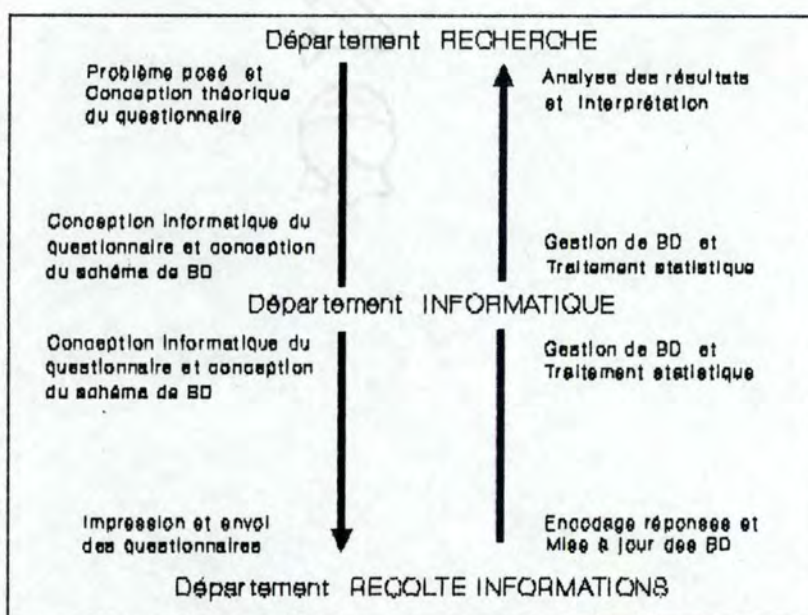 Département RECHERCHE
Problème posé et
Conception théorique
du questionnaire
Analyse des résultats
et Interprétation
Conception Informatique du
questionnaire et conception
du schéma de BD
Gestion de BD et
Traitement statistique
Département INFORMATIQUE
Conception Informatique du
questionnaire et conception
du schéma de BD
Gestion de BD et
Traitement statistique
Impression et envoi
des questionnaires
Encodage réponses et
Mise à jour des BD
Département RECOLTE INFORMATIONS